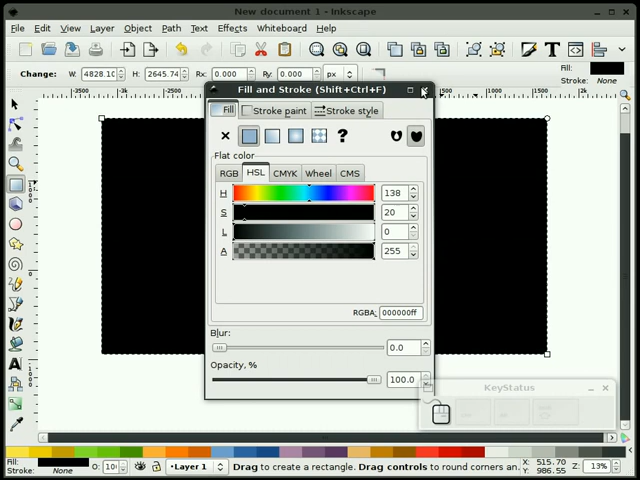 New document 1 - Inkscape
File Edit View Layer Object Path Text Effects Whiteboard Help
Change: W: 4828.1 H: 2645.74 Rx: 0.000 Ry: 0.000 px Fill:
Stroke: None
Fill and Stroke (Shift+Ctrl+F)
Fill Stroke paint Stroke style
?
Flat color
RGB HSL CMYK Wheel CMS
H 138
S 20
L 0
A 255
RGBA: 000000ff
Blur:
0.0
Opacity, %
100.0
KeyStatus
Fill:
Stroke: None O: 10 Layer 1 Drag to create a rectangle. Drag controls to round corners an X: 515.70 Y: 986.55 Z: 13%